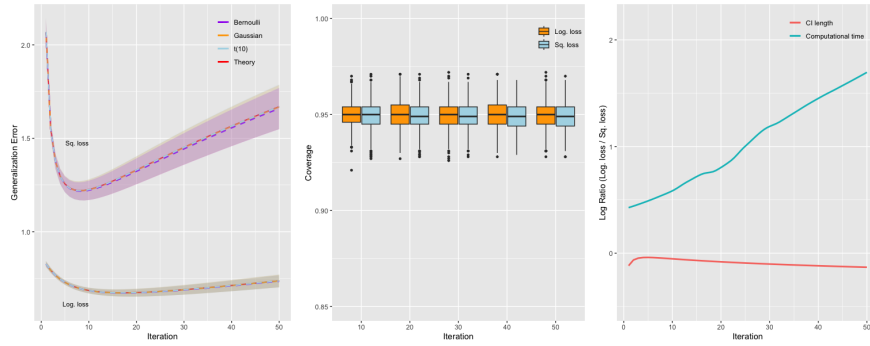 Generalization Error
2.0
1.5
1.0
Bernoulli
Gaussian
t(10)
Theory
Sq. loss
Log. loss
0
10
20
30
40
50
Iteration
Coverage
1.00
0.95
0.90
0.85
Log. loss
Sq. loss
10
20
30
40
50
Iteration
Log Ratio (Log. loss / Sq. loss)
2
1
0
CI length
Computational time
0
10
20
30
40
50
Iteration